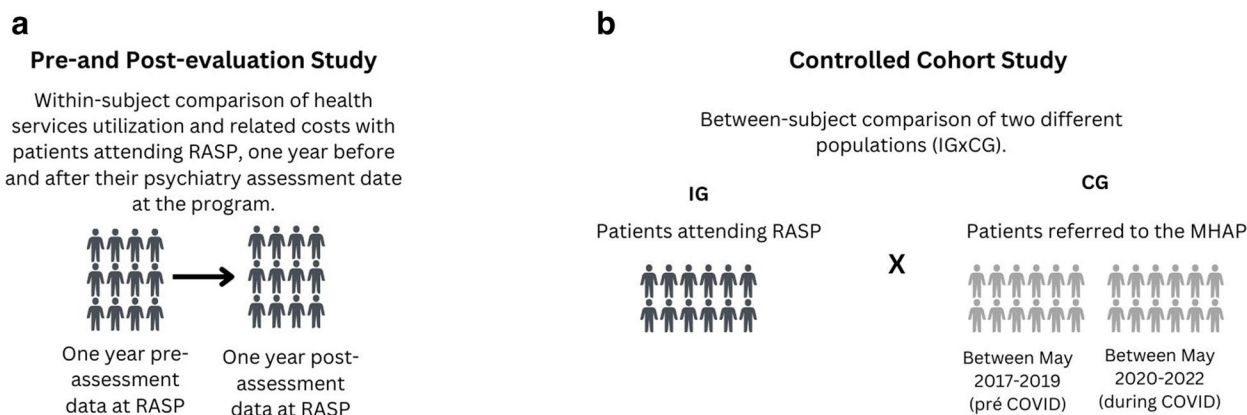 a
Pre-and Post-evaluation Study
Within-subject comparison of health
services utilization and related costs with
patients attending RASP, one year before
and after their psychiatry assessment date
at the program.
One year pre-
assessment
data at RASP
One year post-
assessment
data at RASP
b
Controlled Cohort Study
Between-subject comparison of two different
populations (IGxCG).
IG
Patients attending RASP
X
CG
Patients referred to the MHAP
Between May
2017-2019
(pré COVID)
Between May
2020-2022
(during COVID)